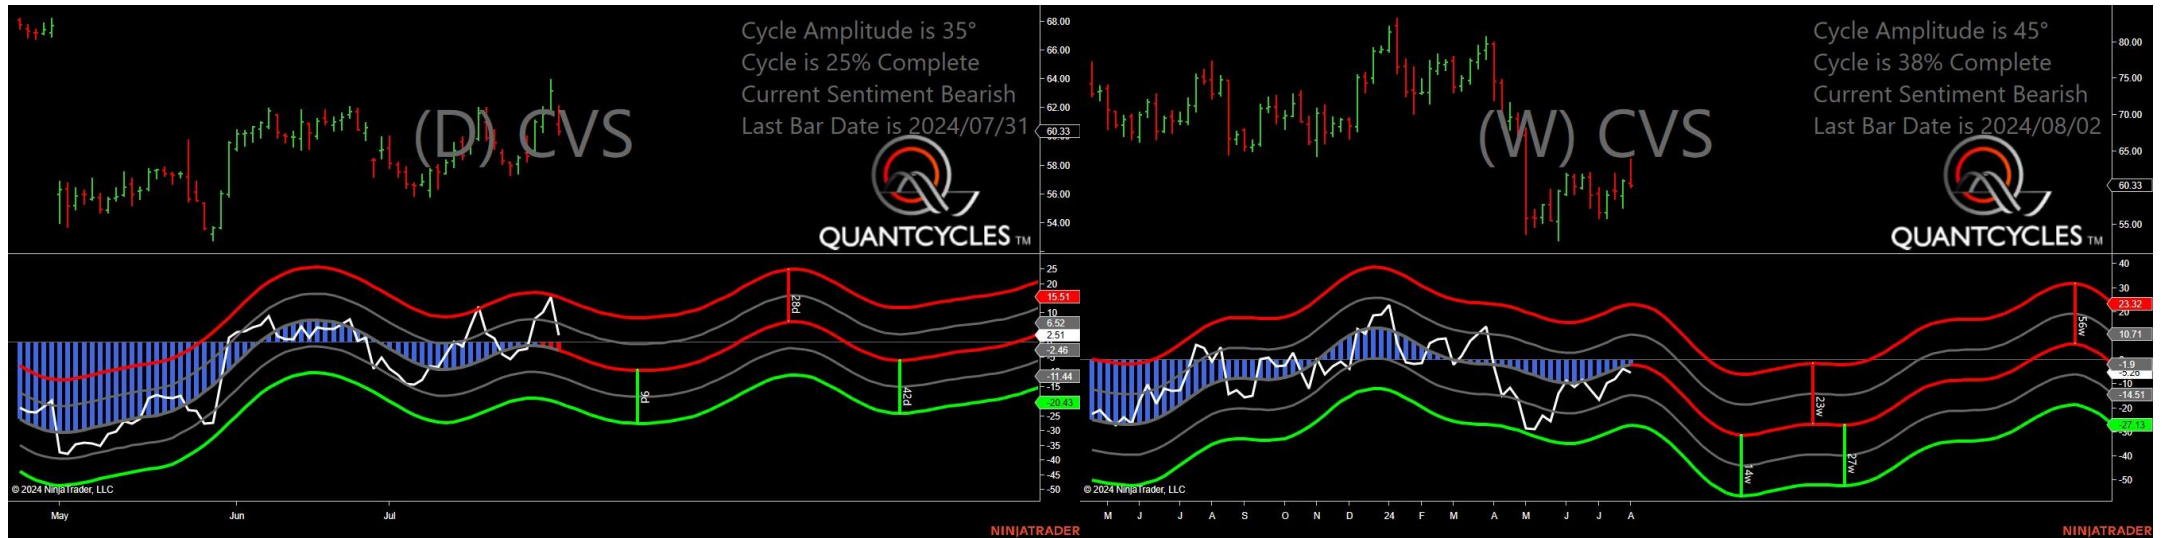 Cycle Amplitude is 35°
Cycle is 25% Complete
Current Sentiment Bearish
Last Bar Date is 2024/07/31
(D) CVS
QUANTCYCLES TM
68.00
66.00
64.00
62.00
60.33
58.00
56.00
54.00
25
20
15.51
10
6.52
2.51
-2.46
-11.44
-15
-20.43
-25
-30
-35
-40
-45
-50
9d
28d
42d
© 2024 NinjaTrader, LLC
May Jun Jul
NINJATRADER
Cycle Amplitude is 45°
Cycle is 38% Complete
Current Sentiment Bearish
Last Bar Date is 2024/08/02
(W) CVS
QUANTCYCLES TM
80.00
75.00
70.00
65.00
60.33
55.00
40
30
23.32
20
10.71
-1.9
-10
-14.51
-20
-27.13
-40
-50
14w
23w
27w
56w
© 2024 NinjaTrader, LLC
M J J A S O N D 24 F M A M J J A
NINJATRADER